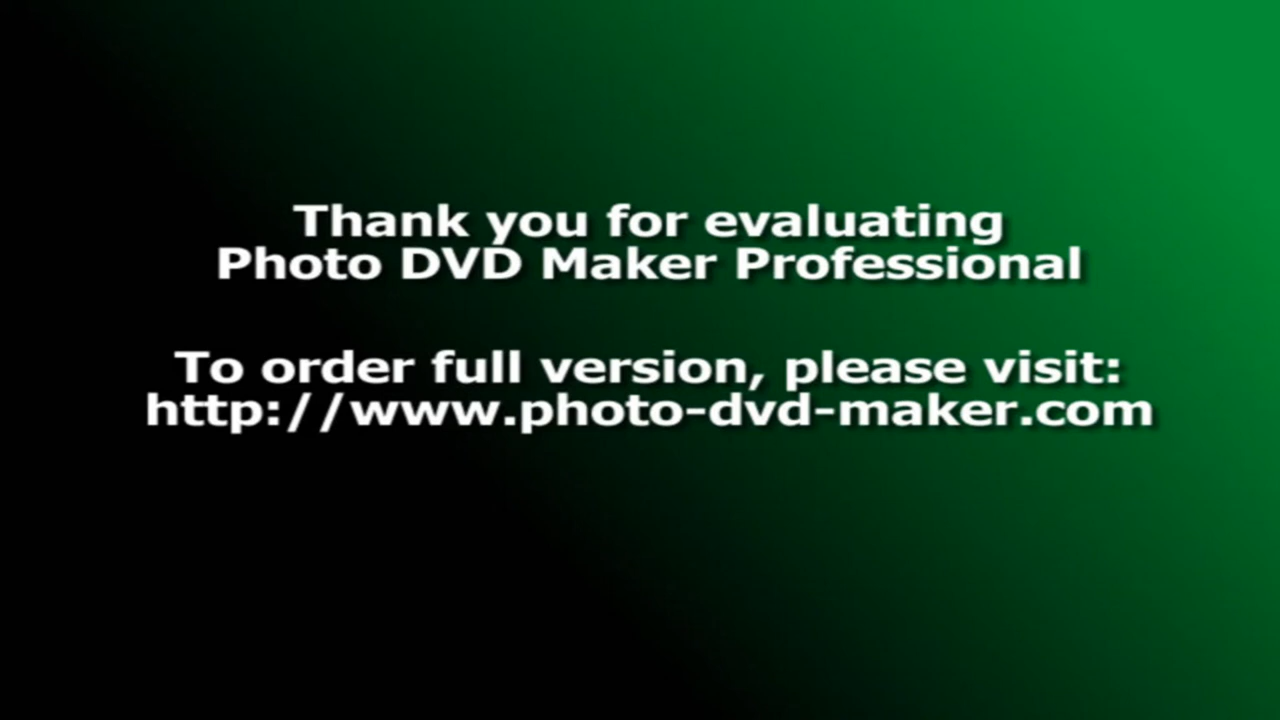 Thank you for evaluating
Photo DVD Maker Professional
To order full version, please visit:
http://www.photo-dvd-maker.com